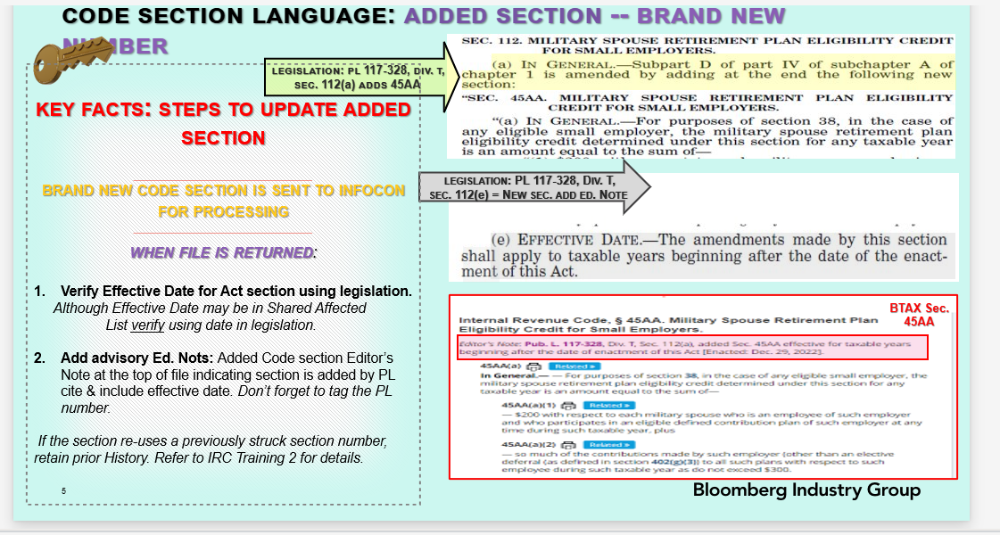 CODE SECTION LANGUAGE: ADDED SECTION -- BRAND NEW
NUMBER
LEGISLATION: PL 117-328, DIV. T,
SEC. 112(a) ADDS 45AA
KEY FACTS: STEPS TO UPDATE ADDED
SECTION
BRAND NEW CODE SECTION IS SENT TO INFOCON
FOR PROCESSING
WHEN FILE IS RETURNED:
1. Verify Effective Date for Act section using legislation.
Although Effective Date may be in Shared Affected
List verify using date in legislation.
2. Add advisory Ed. Nots: Added Code section Editor’s
Note at the top of file indicating section is added by PL
cite & include effective date. Don’t forget to tag the PL
number.
If the section re-uses a previously struck section number,
retain prior History. Refer to IRC Training 2 for details.
5
SEC. 112. MILITARY SPOUSE RETIREMENT PLAN ELIGIBILITY CREDIT
FOR SMALL EMPLOYERS.
(a) IN GENERAL.—Subpart D of part IV of subchapter A of
chapter 1 is amended by adding at the end the following new
section:
“SEC. 45AA. MILITARY SPOUSE RETIREMENT PLAN ELIGIBILITY
CREDIT FOR SMALL EMPLOYERS.
“(a) IN GENERAL.—For purposes of section 38, in the case of
any eligible small employer, the military spouse retirement plan
eligibility credit determined under this section for any taxable year
is an amount equal to the sum of—
LEGISLATION: PL 117-328, DIV. T,
SEC. 112(e) = NEW SEC. ADD ED. NOTE
(e) EFFECTIVE DATE.—The amendments made by this section
shall apply to taxable years beginning after the date of the enact-
ment of this Act.
BTAX Sec.
45AA
Internal Revenue Code, § 45AA. Military Spouse Retirement Plan
Eligibility Credit for Small Employers.
Editor's Note: Pub. L. 117-328, Div. T, Sec. 112(a), added Sec. 45AA effective for taxable years
beginning after the date of enactment of this Act [Enacted: Dec. 29, 2022].
45AA(a) Related »
In General.— — For purposes of section 38, in the case of any eligible small employer, the
military spouse retirement plan eligibility credit determined under this section for any
taxable year is an amount equal to the sum of—
45AA(a)(1) Related »
— $200 with respect to each military spouse who is an employee of such employer
and who participates in an eligible defined contribution plan of such employer at any
time during such taxable year, plus
45AA(a)(2) Related »
— so much of the contributions made by such employer (other than an elective
deferral (as defined in section 402(g)(3)) to all such plans with respect to such
employee during such taxable year as do not exceed $300.
Bloomberg Industry Group